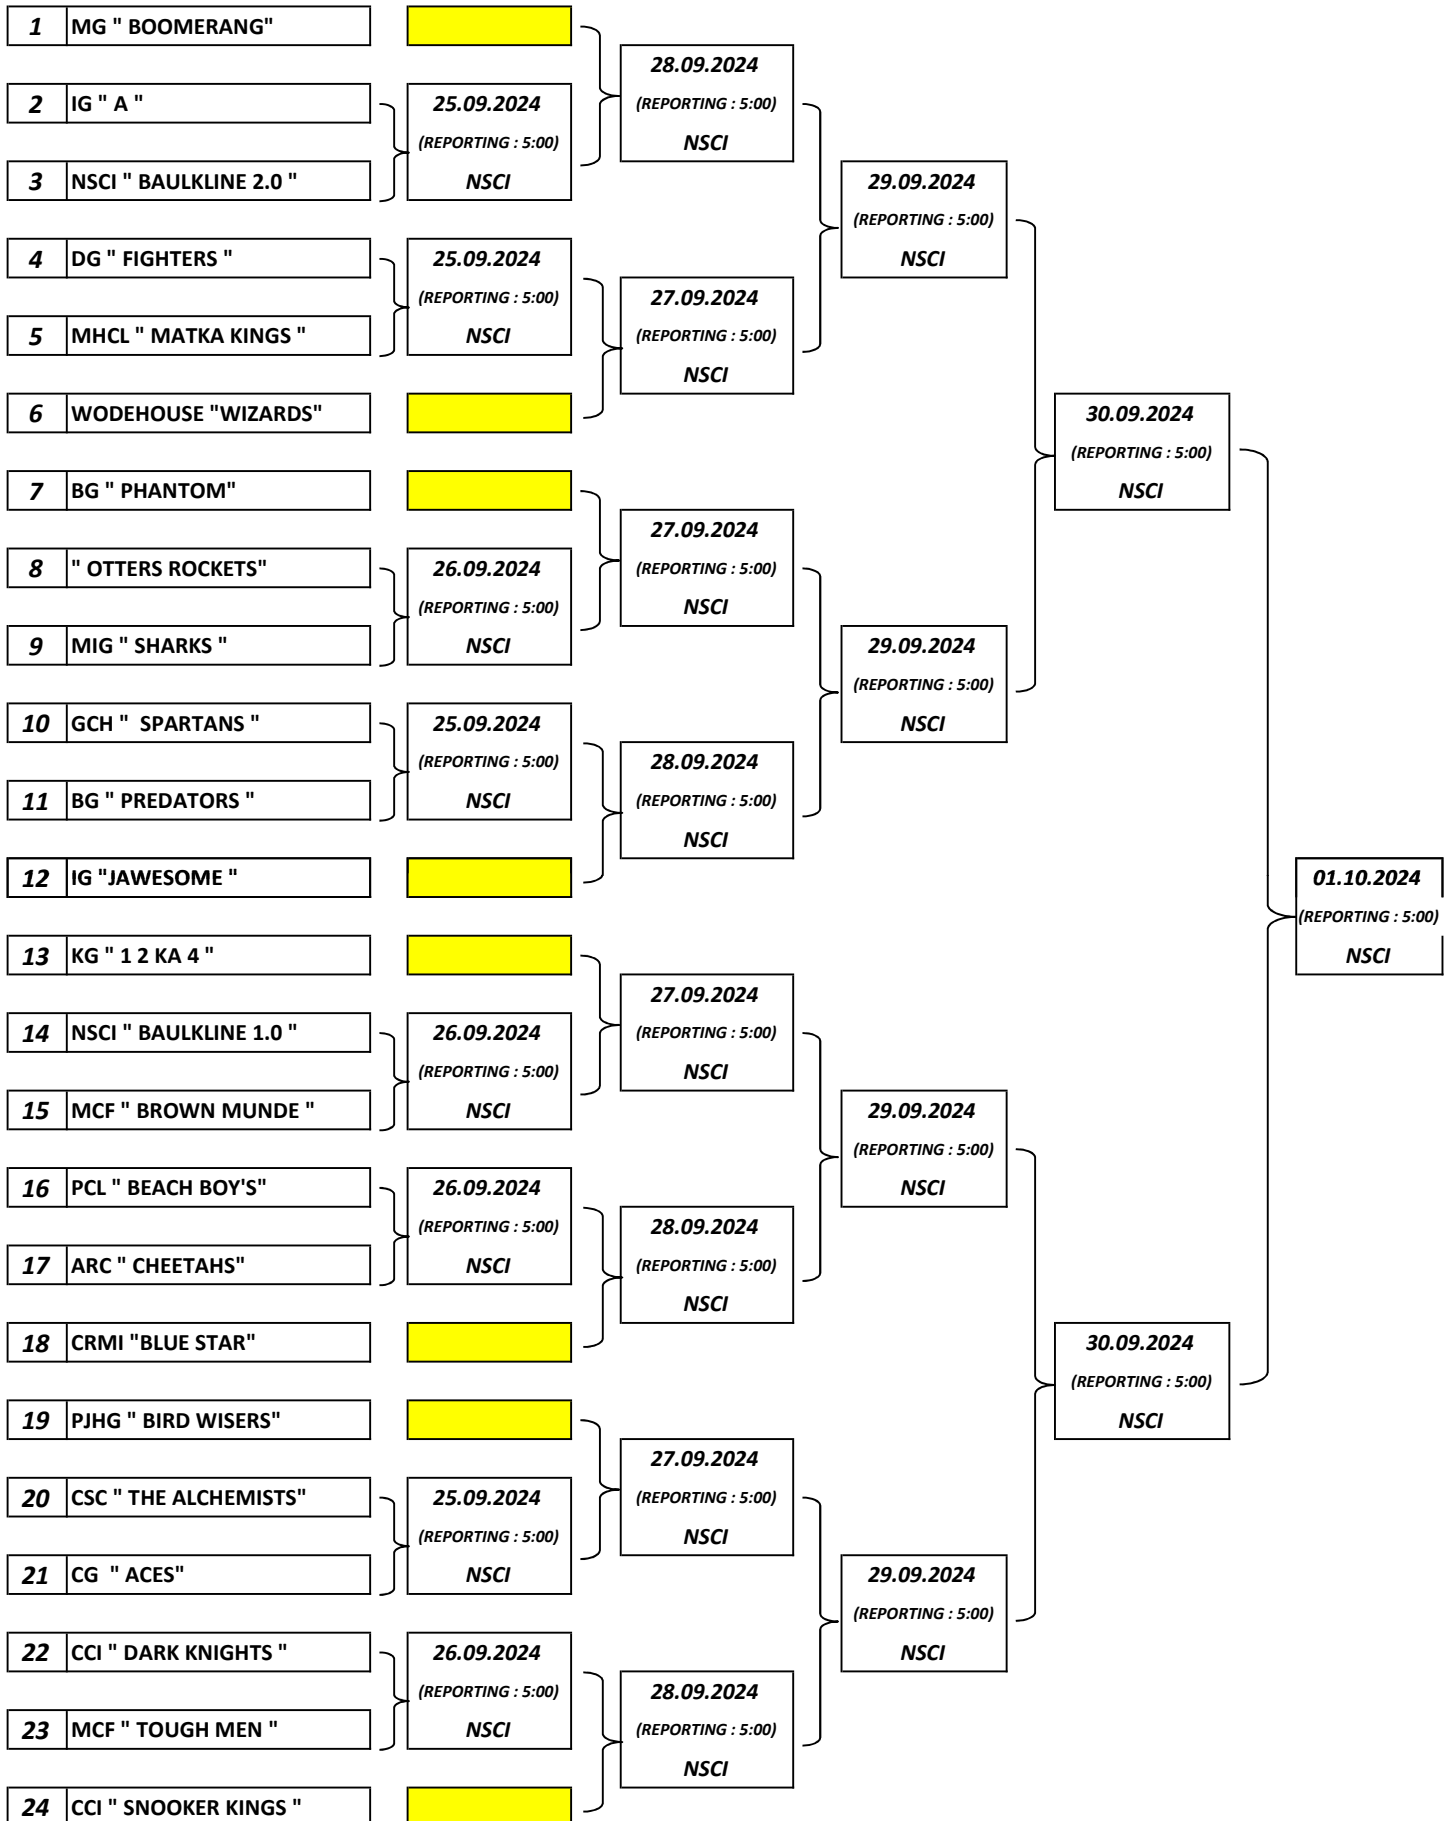 1 MG " BOOMERANG"
28.09.2024
2 IG " A " 25.09.2024 (REPORTING : 5:00)
(REPORTING : 5:00) NSCI
3 NSCI " BAULKLINE 2.0 " NSCI 29.09.2024
(REPORTING : 5:00)
4 DG " FIGHTERS " 25.09.2024 NSCI
(REPORTING : 5:00) 27.09.2024
5 MHCL " MATKA KINGS " NSCI (REPORTING : 5:00)
NSCI
6 WODEHOUSE "WIZARDS" 30.09.2024
(REPORTING : 5:00)
7 BG " PHANTOM" NSCI
27.09.2024
8 " OTTERS ROCKETS" 26.09.2024 (REPORTING : 5:00)
(REPORTING : 5:00) NSCI
9 MIG " SHARKS " NSCI 29.09.2024
(REPORTING : 5:00)
10 GCH "  SPARTANS " 25.09.2024 NSCI
(REPORTING : 5:00) 28.09.2024
11 BG " PREDATORS " NSCI (REPORTING : 5:00)
NSCI
12 IG "JAWESOME " 01.10.2024
(REPORTING : 5:00)
13 KG " 1 2 KA 4 " NSCI
27.09.2024
14 NSCI " BAULKLINE 1.0 " 26.09.2024 (REPORTING : 5:00)
(REPORTING : 5:00) NSCI
15 MCF " BROWN MUNDE " NSCI 29.09.2024
(REPORTING : 5:00)
16 PCL " BEACH BOY'S" 26.09.2024 NSCI
(REPORTING : 5:00) 28.09.2024
17 ARC " CHEETAHS" NSCI (REPORTING : 5:00)
NSCI
18 CRMI "BLUE STAR" 30.09.2024
(REPORTING : 5:00)
19 PJHG " BIRD WISERS" NSCI
27.09.2024
20 CSC " THE ALCHEMISTS" 25.09.2024 (REPORTING : 5:00)
(REPORTING : 5:00) NSCI
21 CG  " ACES" NSCI 29.09.2024
(REPORTING : 5:00)
22 CCI " DARK KNIGHTS " 26.09.2024 NSCI
(REPORTING : 5:00) 28.09.2024
23 MCF " TOUGH MEN " NSCI (REPORTING : 5:00)
NSCI
24 CCI " SNOOKER KINGS "